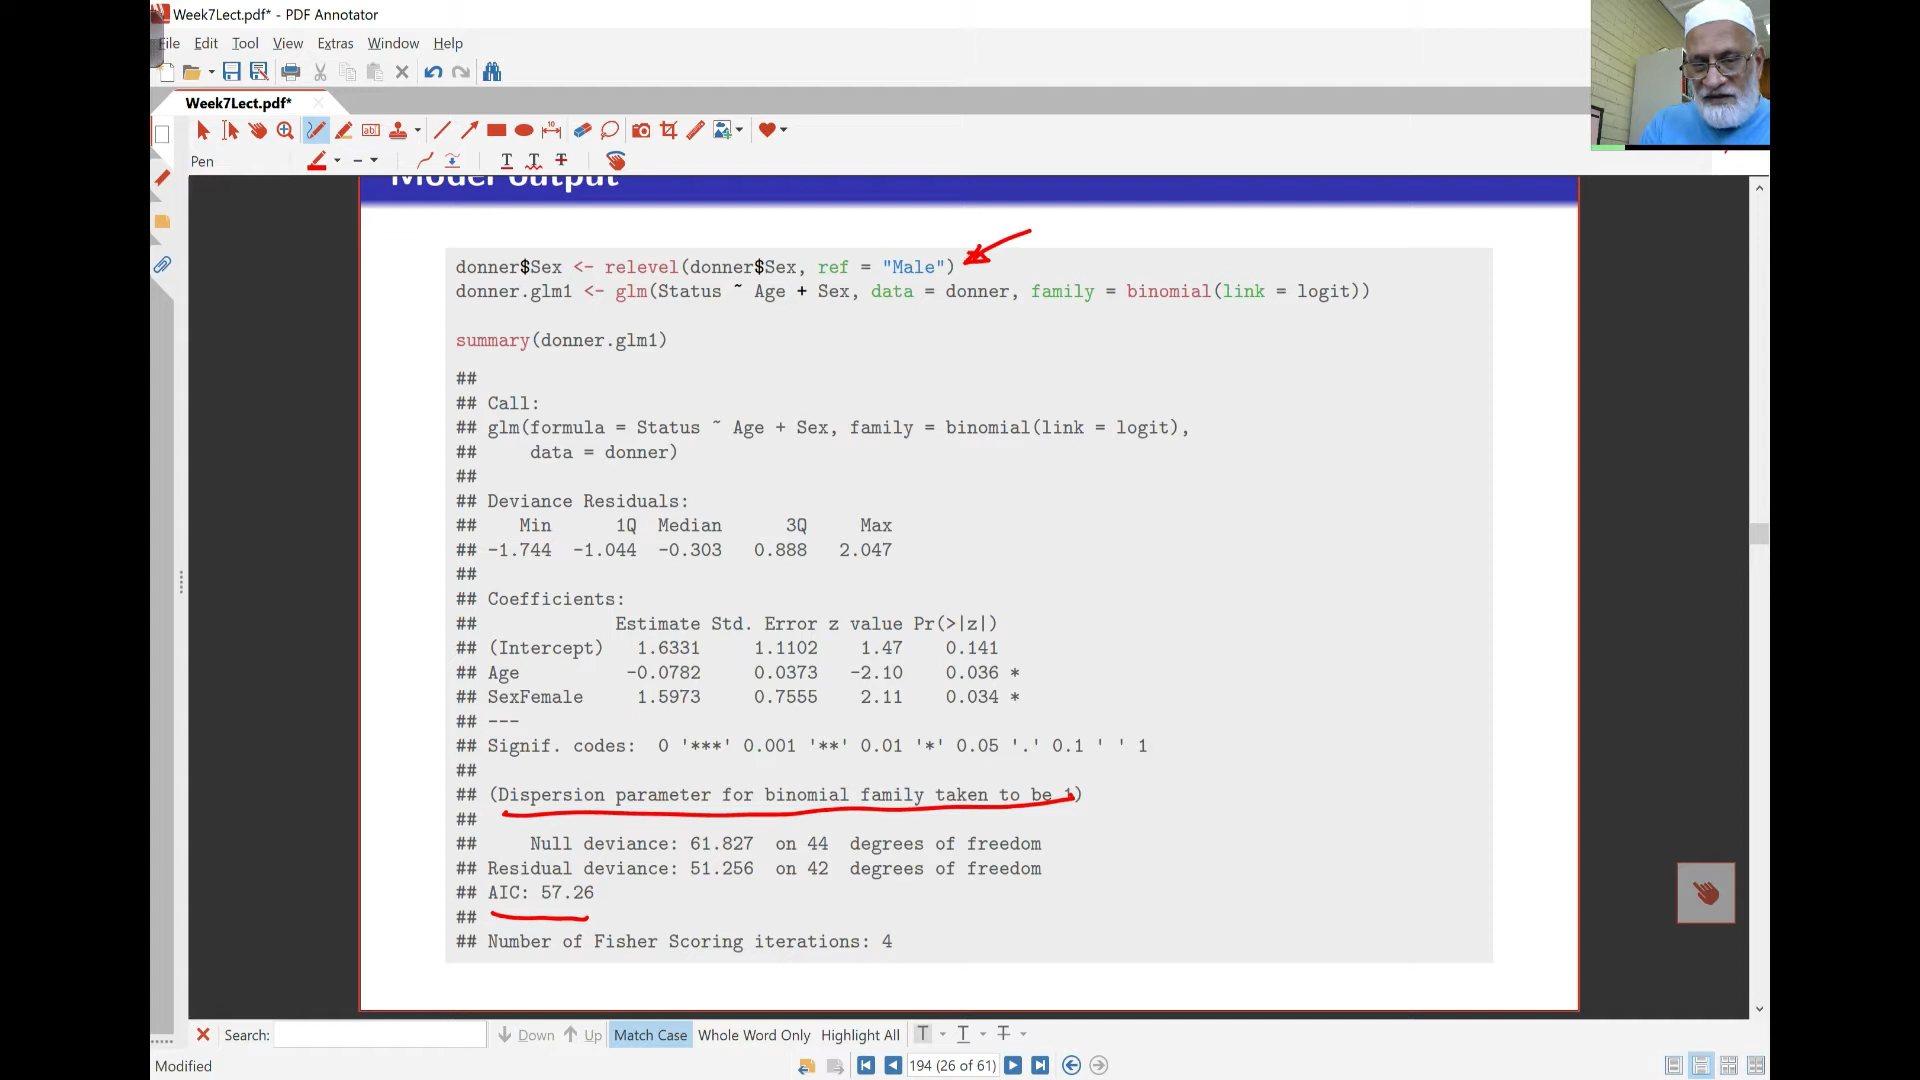 Week7Lect.pdf* - PDF Annotator
File Edit Tool View Extras Window Help
Week7Lect.pdf*
Pen
Model output
donner$Sex <- relevel(donner$Sex, ref = "Male")
donner.glm1 <- glm(Status ~ Age + Sex, data = donner, family = binomial(link = logit))
summary(donner.glm1)
##
## Call:
## glm(formula = Status ~ Age + Sex, family = binomial(link = logit),
##     data = donner)
##
## Deviance Residuals:
##    Min      1Q  Median      3Q     Max
## -1.744  -1.044  -0.303   0.888   2.047
##
## Coefficients:
##             Estimate Std. Error z value Pr(>|z|)
## (Intercept)   1.6331     1.1102    1.47    0.141
## Age          -0.0782     0.0373   -2.10    0.036 *
## SexFemale     1.5973     0.7555    2.11    0.034 *
## ---
## Signif. codes:  0 '***' 0.001 '**' 0.01 '*' 0.05 '.' 0.1 ' ' 1
##
## (Dispersion parameter for binomial family taken to be 1)
##
##     Null deviance: 61.827  on 44  degrees of freedom
## Residual deviance: 51.256  on 42  degrees of freedom
## AIC: 57.26
##
## Number of Fisher Scoring iterations: 4
Search: Down Up Match Case Whole Word Only Highlight All
Modified 194 (26 of 61)